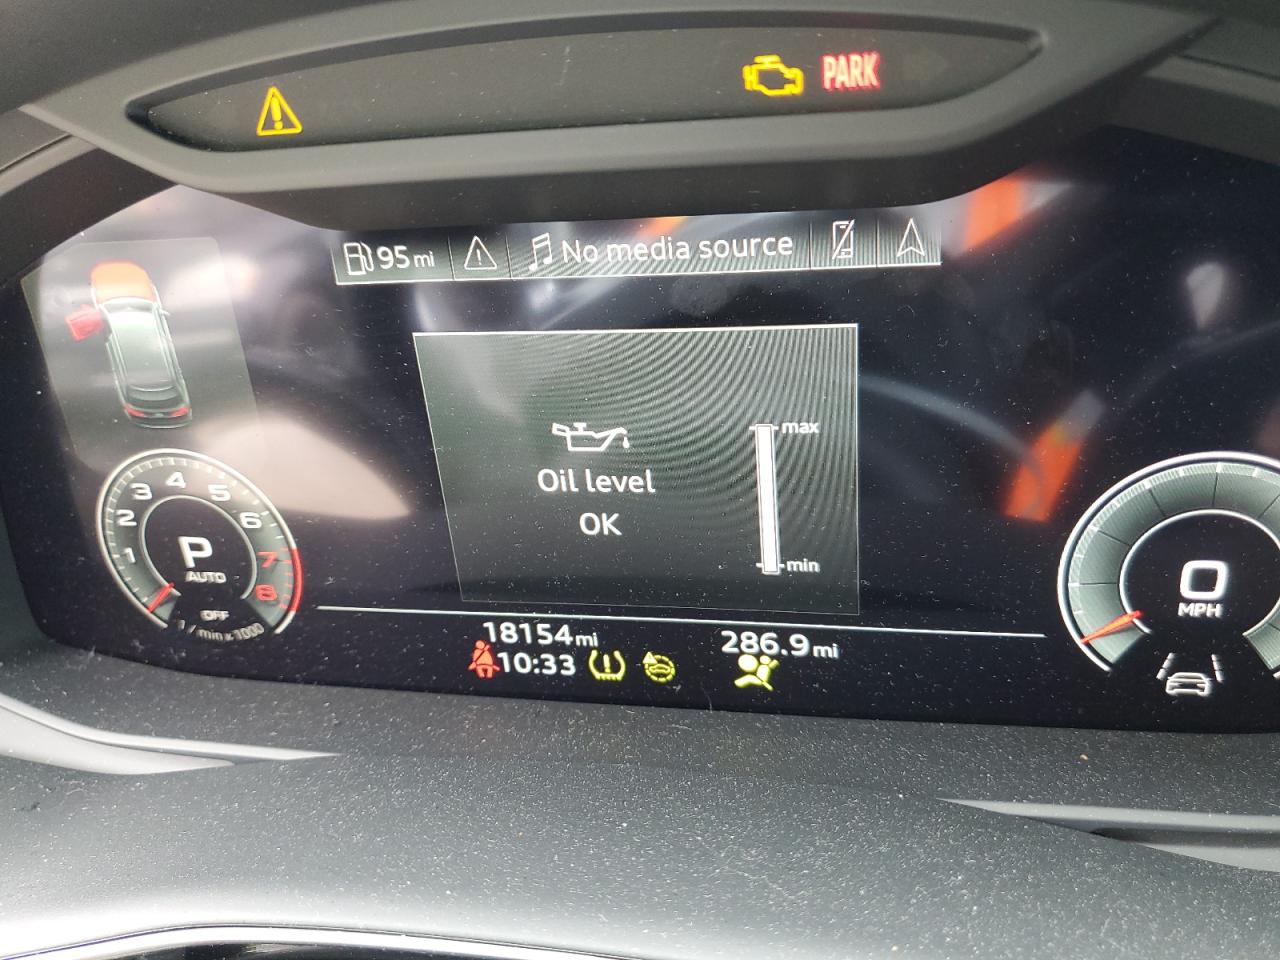 PARK
95 mi
No media source
max
Oil level
OK
min
1 2 3 4 5 6 7 8
P
AUTO
OFF
1 / min x 1000
0
MPH
18154 mi
286.9 mi
10:33